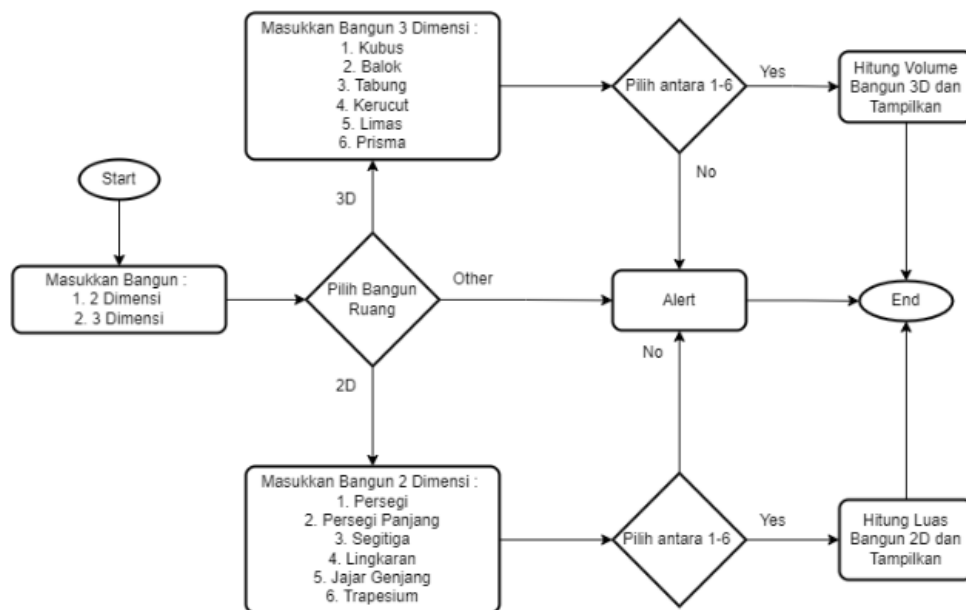 Masukkan Bangun 3 Dimensi :
1. Kubus
2. Balok
3. Tabung
4. Kerucut
5. Limas
6. Prisma
Pilih antara 1-6
Yes
Hitung Volume
Bangun 3D dan
Tampilkan
No
Start
3D
Masukkan Bangun :
1. 2 Dimensi
2. 3 Dimensi
Pilih Bangun
Ruang
Other
Alert
End
No
2D
Masukkan Bangun 2 Dimensi :
1. Persegi
2. Persegi Panjang
3. Segitiga
4. Lingkaran
5. Jajar Genjang
6. Trapesium
Pilih antara 1-6
Yes
Hitung Luas
Bangun 2D dan
Tampilkan